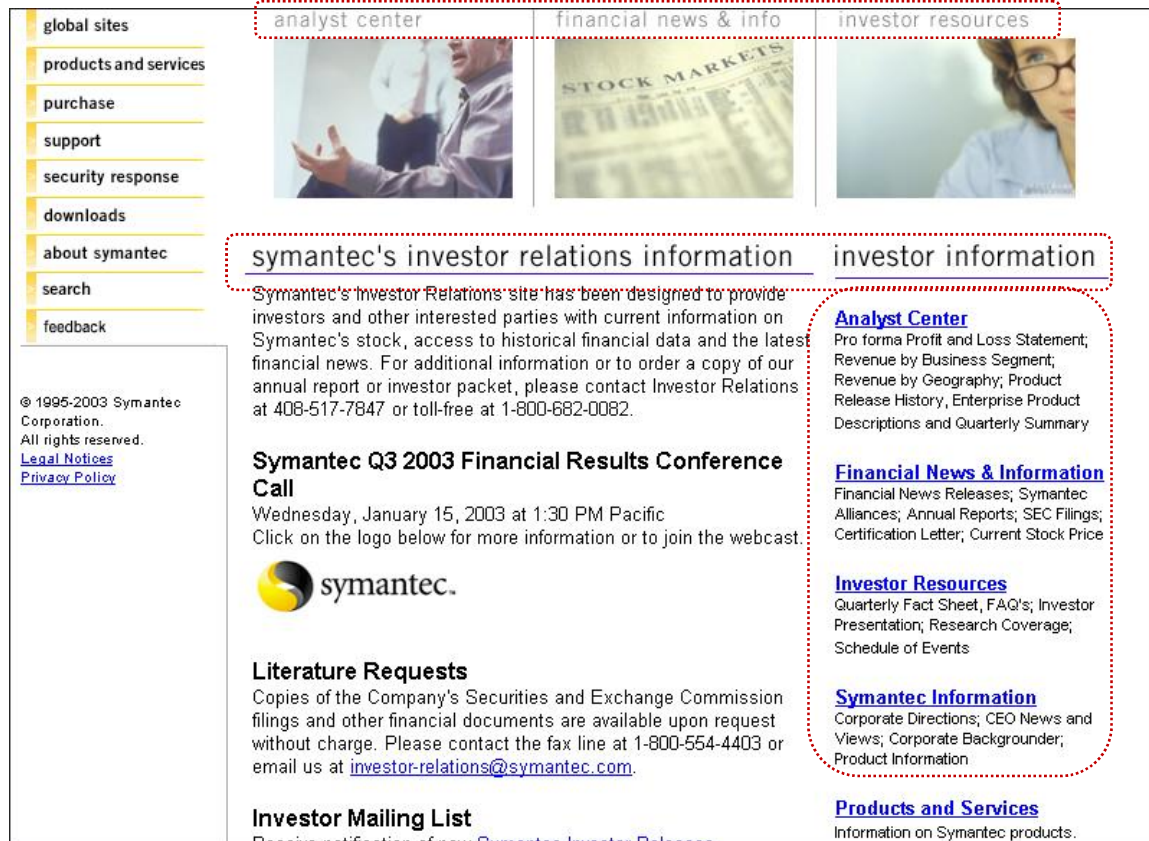 global sites
products and services
purchase
support
security response
downloads
about symantec
search
feedback
© 1995-2003 Symantec
Corporation.
All rights reserved.
Legal Notices
Privacy Policy
analyst center
financial news & info
investor resources
STOCK MARKETS
symantec's investor relations information
Symantec's Investor Relations site has been designed to provide
investors and other interested parties with current information on
Symantec's stock, access to historical financial data and the latest
financial news. For additional information or to order a copy of our
annual report or investor packet, please contact Investor Relations
at 408-517-7847 or toll-free at 1-800-682-0082.
Symantec Q3 2003 Financial Results Conference
Call
Wednesday, January 15, 2003 at 1:30 PM Pacific
Click on the logo below for more information or to join the webcast.
symantec.
Literature Requests
Copies of the Company's Securities and Exchange Commission
filings and other financial documents are available upon request
without charge. Please contact the fax line at 1-800-554-4403 or
email us at investor-relations@symantec.com.
Investor Mailing List
Receive notification of new Symantec Investor Releases
investor information
Analyst Center
Pro forma Profit and Loss Statement;
Revenue by Business Segment;
Revenue by Geography; Product
Release History, Enterprise Product
Descriptions and Quarterly Summary
Financial News & Information
Financial News Releases; Symantec
Alliances; Annual Reports; SEC Filings;
Certification Letter; Current Stock Price
Investor Resources
Quarterly Fact Sheet, FAQ's; Investor
Presentation; Research Coverage;
Schedule of Events
Symantec Information
Corporate Directions; CEO News and
Views; Corporate Backgrounder;
Product Information
Products and Services
Information on Symantec products.